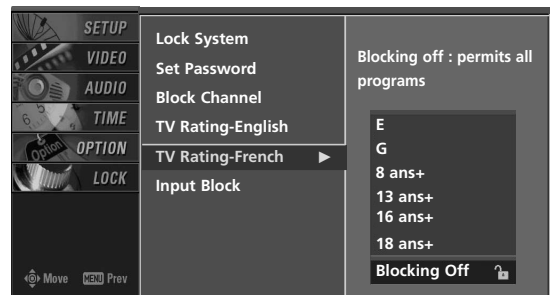 SETUP
VIDEO
AUDIO
TIME
OPTION
LOCK
Move MENU Prev
Lock System
Set Password
Block Channel
TV Rating-English
TV Rating-French
Input Block
Blocking off : permits all
programs
E
G
8 ans+
13 ans+
16 ans+
18 ans+
Blocking Off